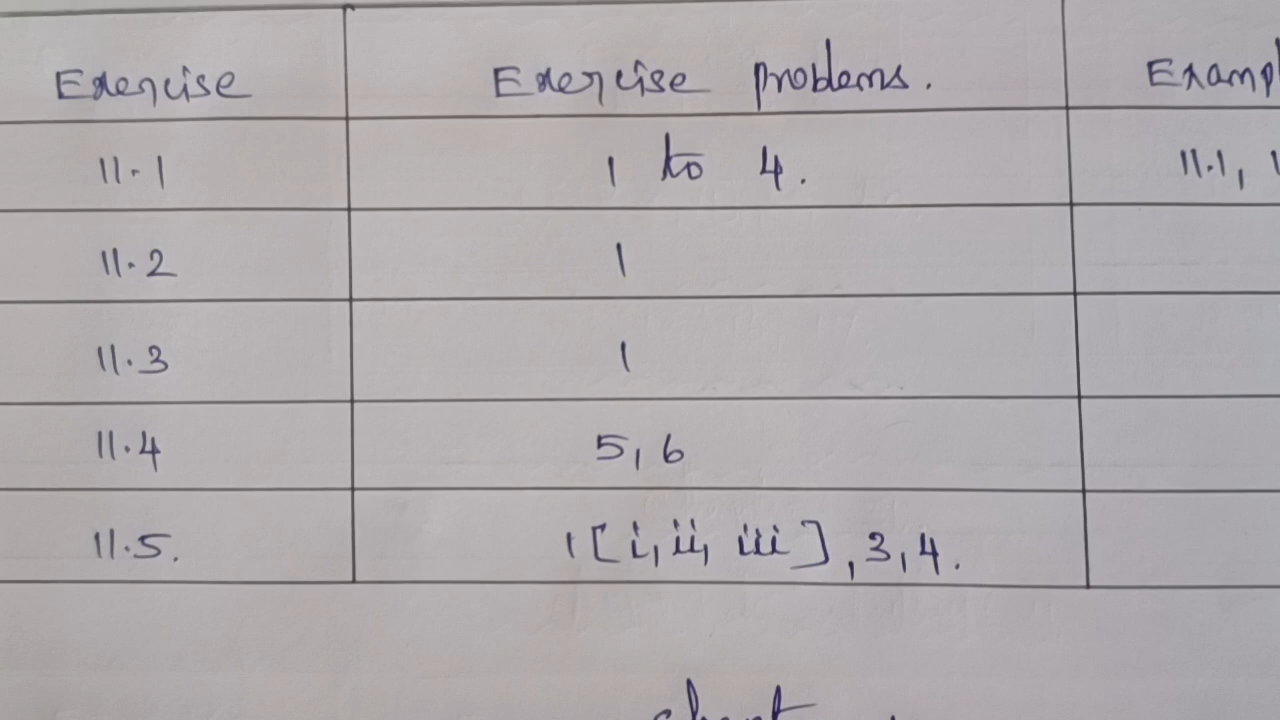 Exercise Exercise problems. Examp
11.1 1 to 4. 11.1, 1
11.2 1
11.3 1
11.4 5, 6
11.5. 1 [i, ii, iii], 3, 4.